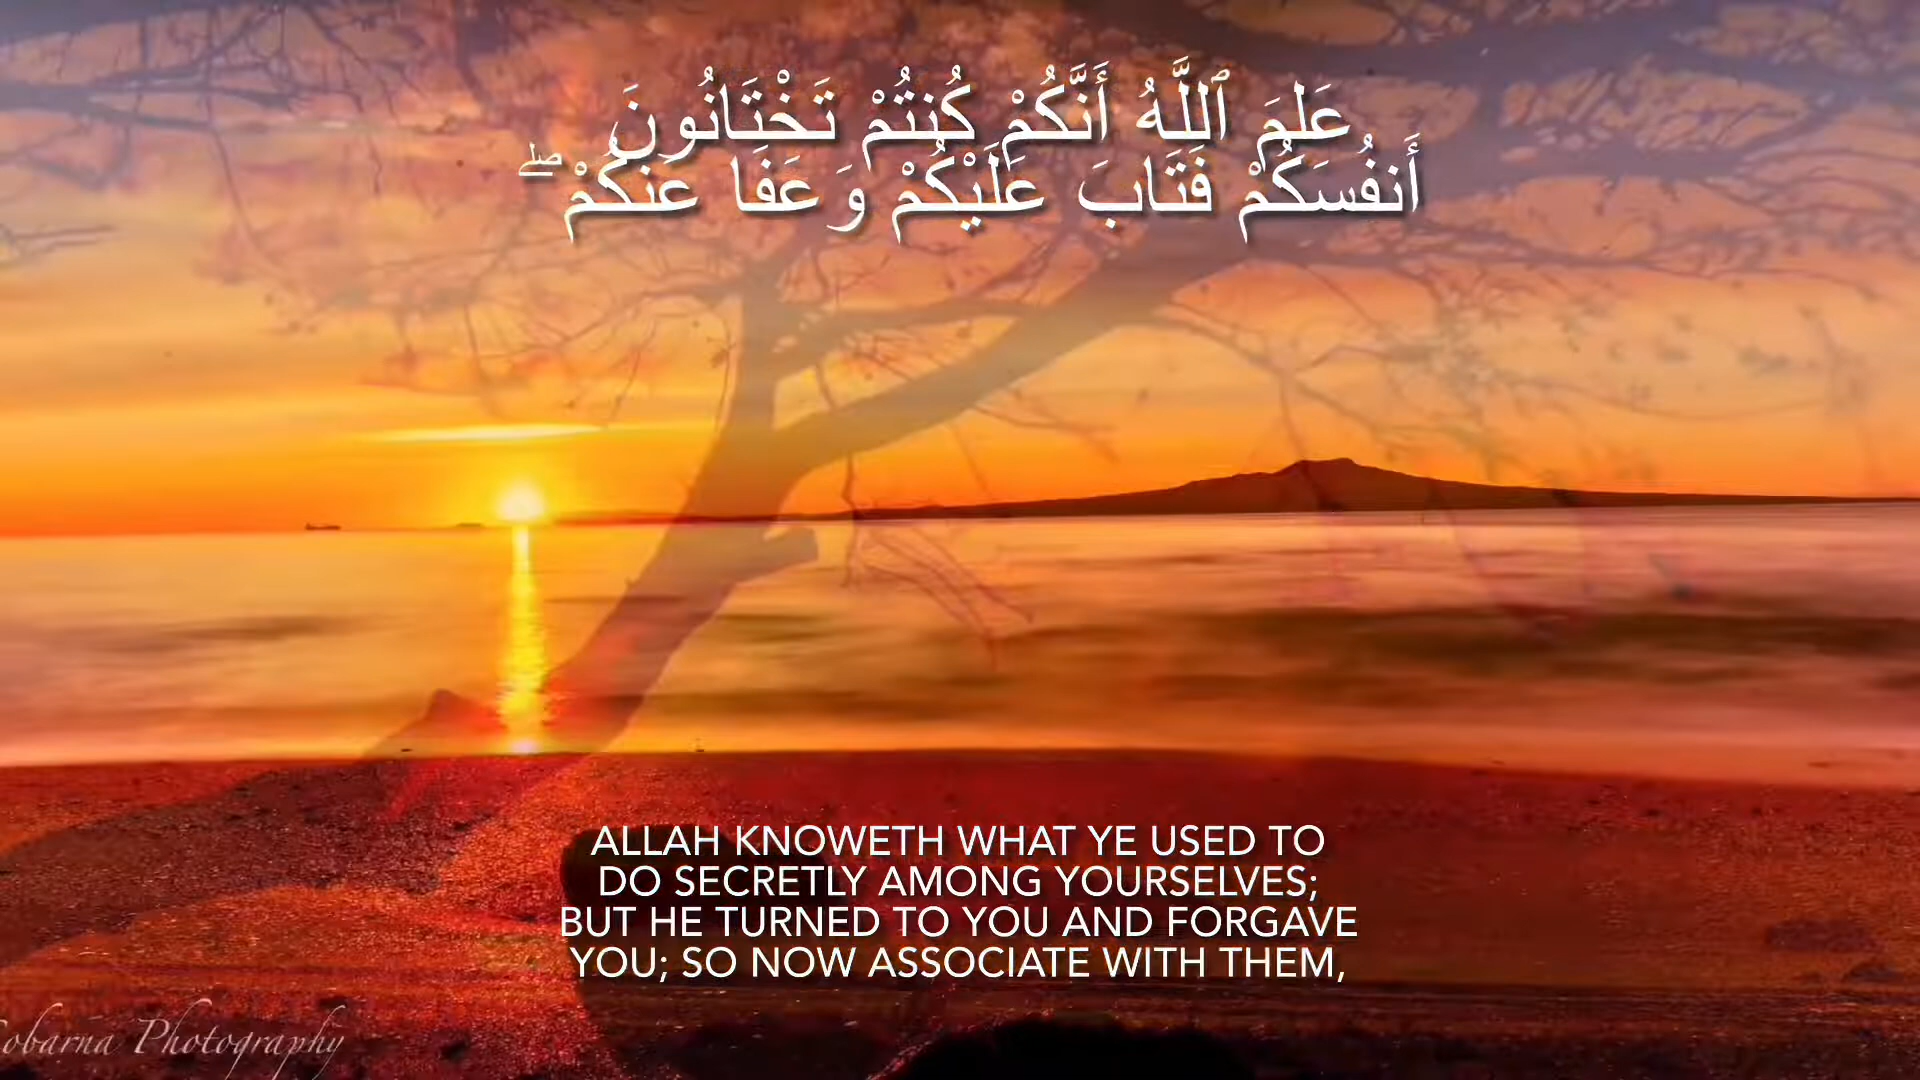 عَلِمَ ٱللَّهُ أَنَّكُمْ كُنتُمْ تَخْتَانُونَ
أَنفُسَكُمْ فَتَابَ عَلَيْكُمْ وَعَفَا عَنكُمْ ۖ
ALLAH KNOWETH WHAT YE USED TO
DO SECRETLY AMONG YOURSELVES;
BUT HE TURNED TO YOU AND FORGAVE
YOU; SO NOW ASSOCIATE WITH THEM,
Photography